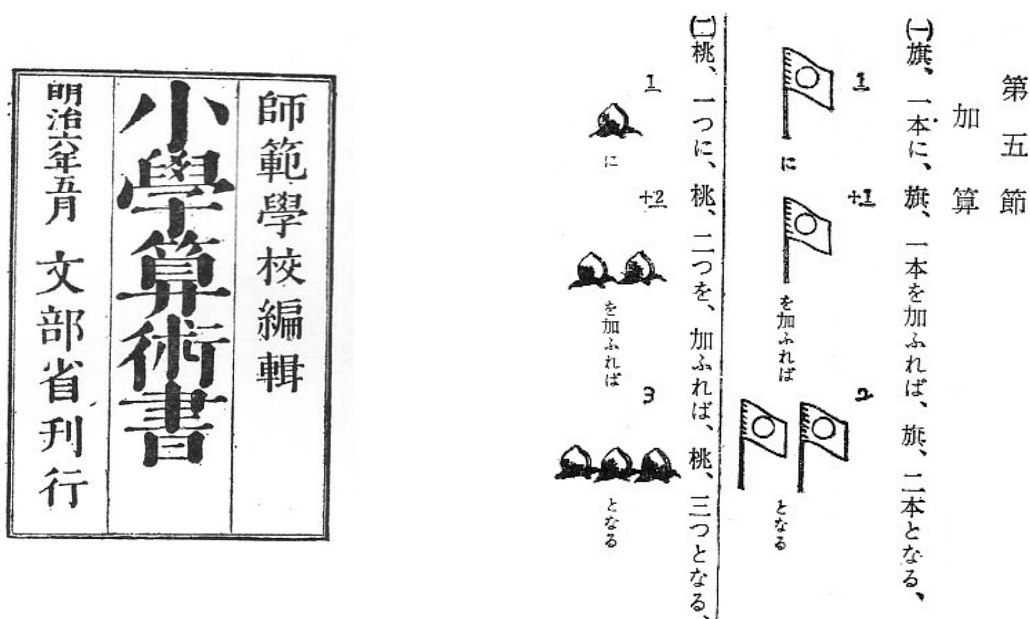 師範學校編輯
小學算術書
明治六年五月 文部省刊行
第五節
加算
㈠旗、一本に、旗、一本を加ふれば、旗、二本となる、
1
に
+1
を加ふれば
2
となる
㈡桃、一つに、桃、二つを、加ふれば、桃、三つとなる、
1
に
+2
を加ふれば
3
となる